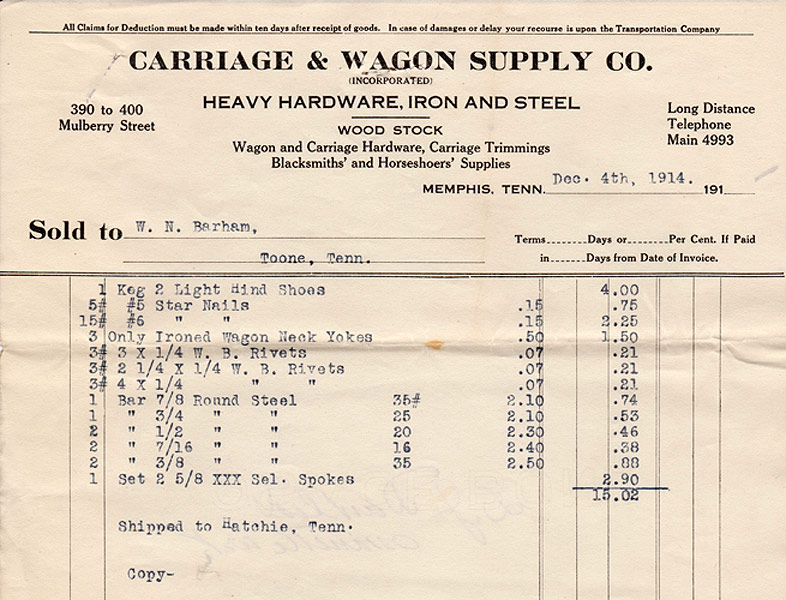 All Claims for Deduction must be made within ten days after receipt of goods. In case of damages or delay your recourse is upon the Transportation Company
CARRIAGE & WAGON SUPPLY CO.
(INCORPORATED)
HEAVY HARDWARE, IRON AND STEEL
390 to 400
Mulberry Street
Long Distance
Telephone
Main 4993
WOOD STOCK
Wagon and Carriage Hardware, Carriage Trimmings
Blacksmiths' and Horseshoers' Supplies
MEMPHIS, TENN. Dec. 4th, 1914. 191
Sold to W. N. Barham,
Toone, Tenn.
Terms........Days or........Per Cent. If Paid
in.......Days from Date of Invoice.
1 Keg 2 Light Hind Shoes 4.00
5# #5 Star Nails .15 .75
15# #6 " " .15 2.25
3 Only Ironed Wagon Neck Yokes .50 1.50
3# 3 X 1/4 W. B. Rivets .07 .21
3# 2 1/4 X 1/4 W. B. Rivets .07 .21
3# 4 X 1/4 " " .07 .21
1 Bar 7/8 Round Steel 35# 2.10 .74
1 " 3/4 " " 25 2.10 .53
2 " 1/2 " " 20 2.30 .46
2 " 7/16 " " 16 2.40 .38
2 " 3/8 " " 35 2.50 .88
1 Set 2 5/8 XXX Sel. Spokes 2.90
15.02
Shipped to Hatchie, Tenn.
Copy-